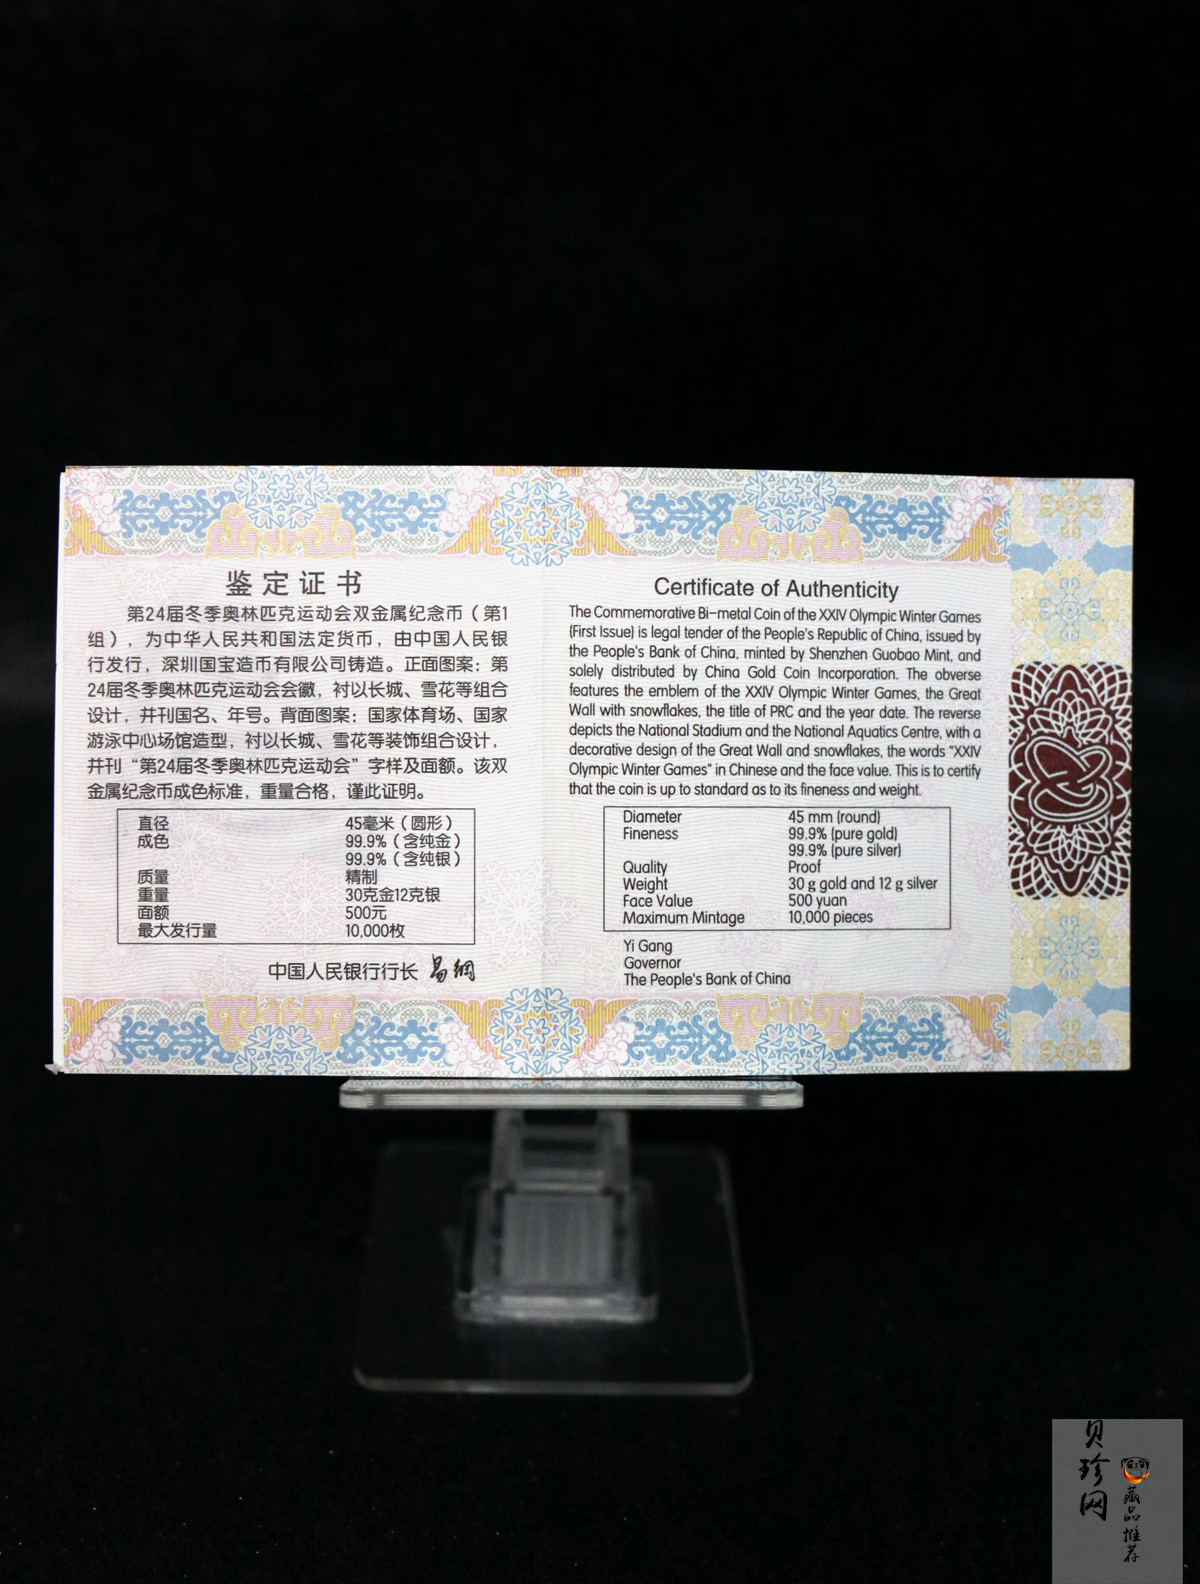 鉴定证书
第24届冬季奥林匹克运动会双金属纪念币（第1
组），为中华人民共和国法定货币，由中国人民银
行发行，深圳国宝造币有限公司铸造。正面图案：第
24届冬季奥林匹克运动会会徽，衬以长城、雪花等组合
设计，并刊国名、年号。背面图案：国家体育场、国家
游泳中心场馆造型，衬以长城、雪花等装饰组合设计，
并刊“第24届冬季奥林匹克运动会”字样及面额。该双
金属纪念币成色标准，重量合格，谨此证明。
直径 45毫米（圆形）
成色 99.9%（含纯金）
99.9%（含纯银）
质量 精制
重量 30克金12克银
面额 500元
最大发行量 10,000枚
中国人民银行行长 易纲
Certificate of Authenticity
The Commemorative Bi-metal Coin of the XXIV Olympic Winter Games
(First Issue) is legal tender of the People's Republic of China, issued by
the People's Bank of China, minted by Shenzhen Guobao Mint, and
solely distributed by China Gold Coin Incorporation. The obverse
features the emblem of the XXIV Olympic Winter Games, the Great
Wall with snowflakes, the title of PRC and the year date. The reverse
depicts the National Stadium and the National Aquatics Centre, with a
decorative design of the Great Wall and snowflakes, the words "XXIV
Olympic Winter Games" in Chinese and the face value. This is to certify
that the coin is up to standard as to its fineness and weight.
Diameter 45 mm (round)
Fineness 99.9% (pure gold)
99.9% (pure silver)
Quality Proof
Weight 30 g gold and 12 g silver
Face Value 500 yuan
Maximum Mintage 10,000 pieces
Yi Gang
Governor
The People's Bank of China
贝珍网
藏品推荐